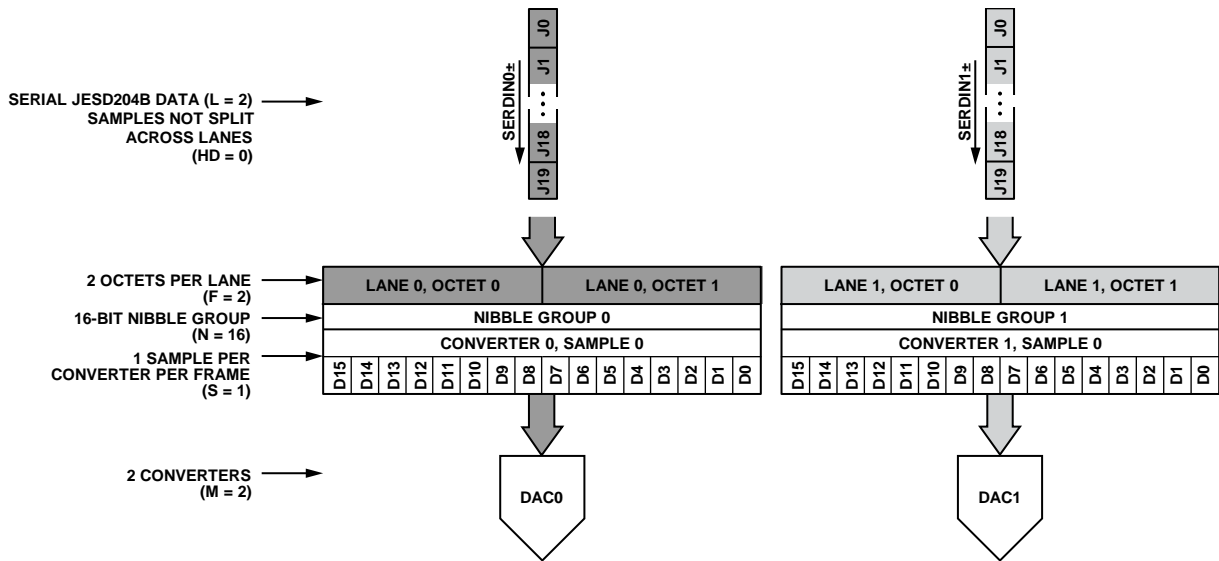 J0
J1
J18
J19
SERDIN0±
J0
J1
J18
J19
SERDIN1±
SERIAL JESD204B DATA (L = 2)
SAMPLES NOT SPLIT
ACROSS LANES
(HD = 0)
2 OCTETS PER LANE
(F = 2)
LANE 0, OCTET 0
LANE 0, OCTET 1
LANE 1, OCTET 0
LANE 1, OCTET 1
16-BIT NIBBLE GROUP
(N = 16)
NIBBLE GROUP 0
NIBBLE GROUP 1
CONVERTER 0, SAMPLE 0
CONVERTER 1, SAMPLE 0
1 SAMPLE PER
CONVERTER PER FRAME
(S = 1)
D15 D14 D13 D12 D11 D10 D9 D8 D7 D6 D5 D4 D3 D2 D1 D0
D15 D14 D13 D12 D11 D10 D9 D8 D7 D6 D5 D4 D3 D2 D1 D0
2 CONVERTERS
(M = 2)
DAC0
DAC1